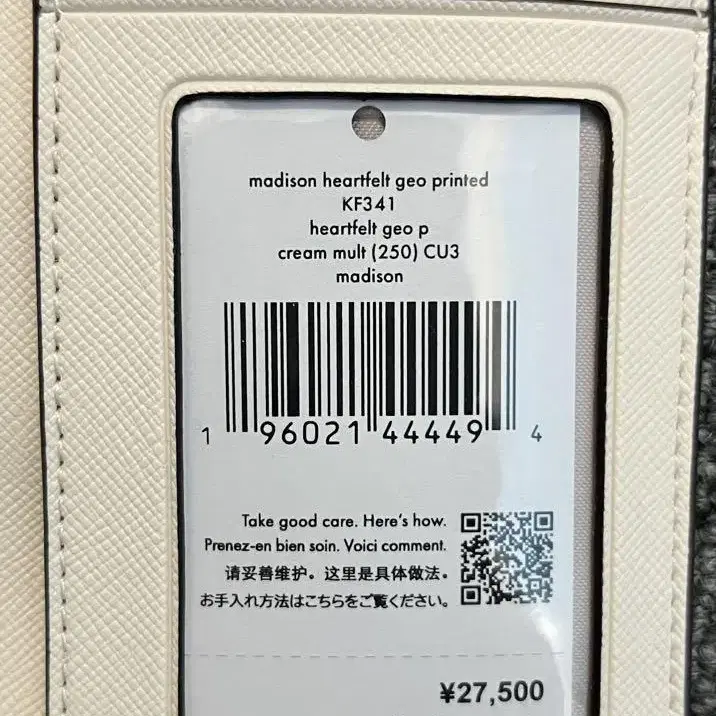 madison heartfelt geo printed
KF341
heartfelt geo p
cream mult (250) CU3
madison
1 96021 44449 4
Take good care. Here's how.
Prenez-en bien soin. Voici comment.
请妥善维护。这里是具体做法。
お手入れ方法はこちらをご覧ください。
¥27,500